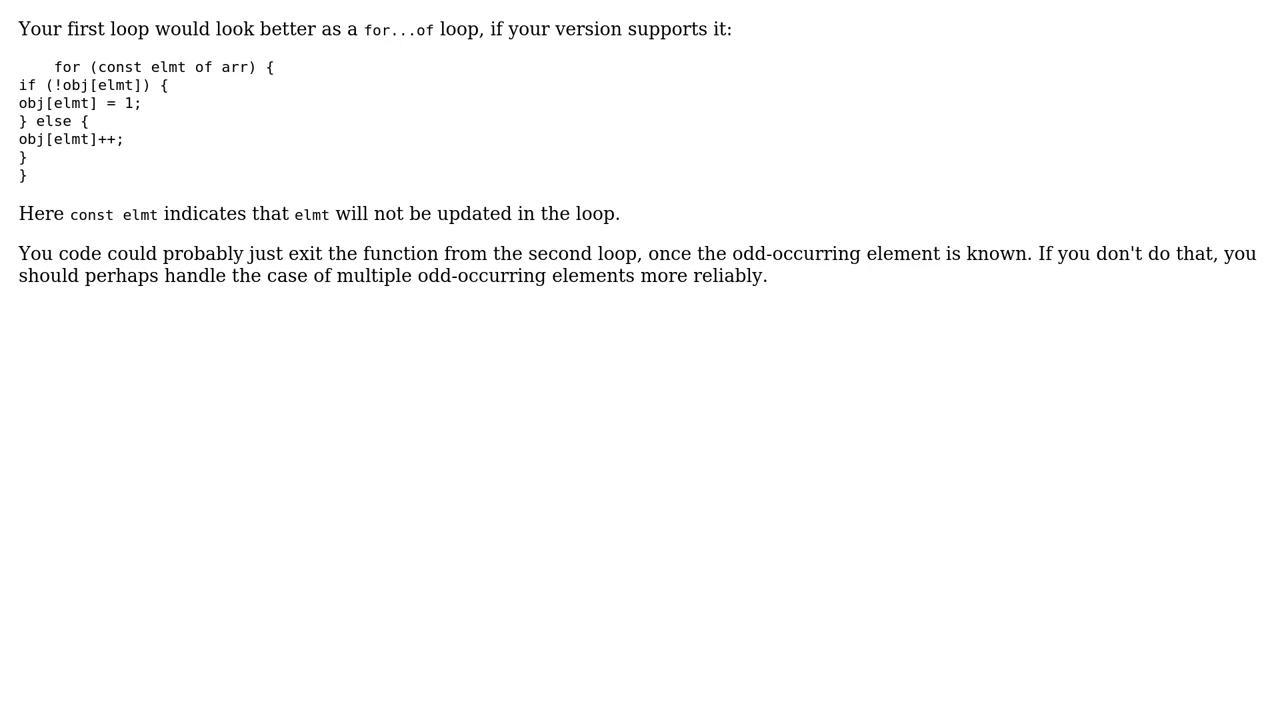 Your first loop would look better as a for...of loop, if your version supports it:
for (const elmt of arr) {
if (!obj[elmt]) {
obj[elmt] = 1;
} else {
obj[elmt]++;
}
}
Here const elmt indicates that elmt will not be updated in the loop.
You code could probably just exit the function from the second loop, once the odd-occurring element is known. If you don't do that, you
should perhaps handle the case of multiple odd-occurring elements more reliably.